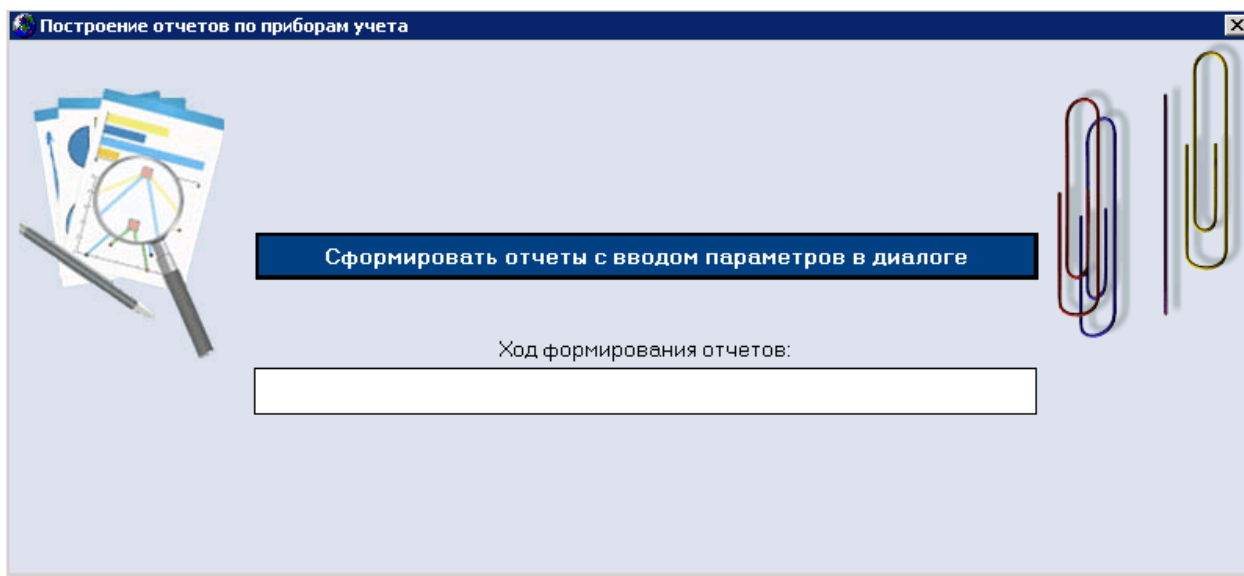 Построение отчетов по приборам учета
Сформировать отчеты с вводом параметров в диалоге
Ход формирования отчетов: